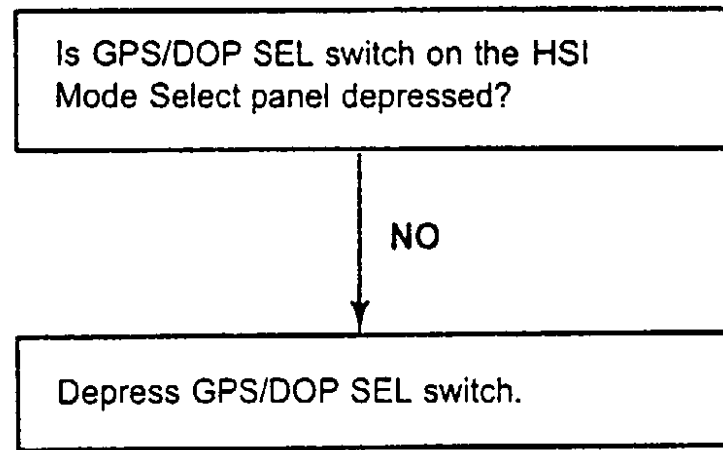 Is GPS/DOP SEL switch on the HSI
Mode Select panel depressed?
NO
Depress GPS/DOP SEL switch.